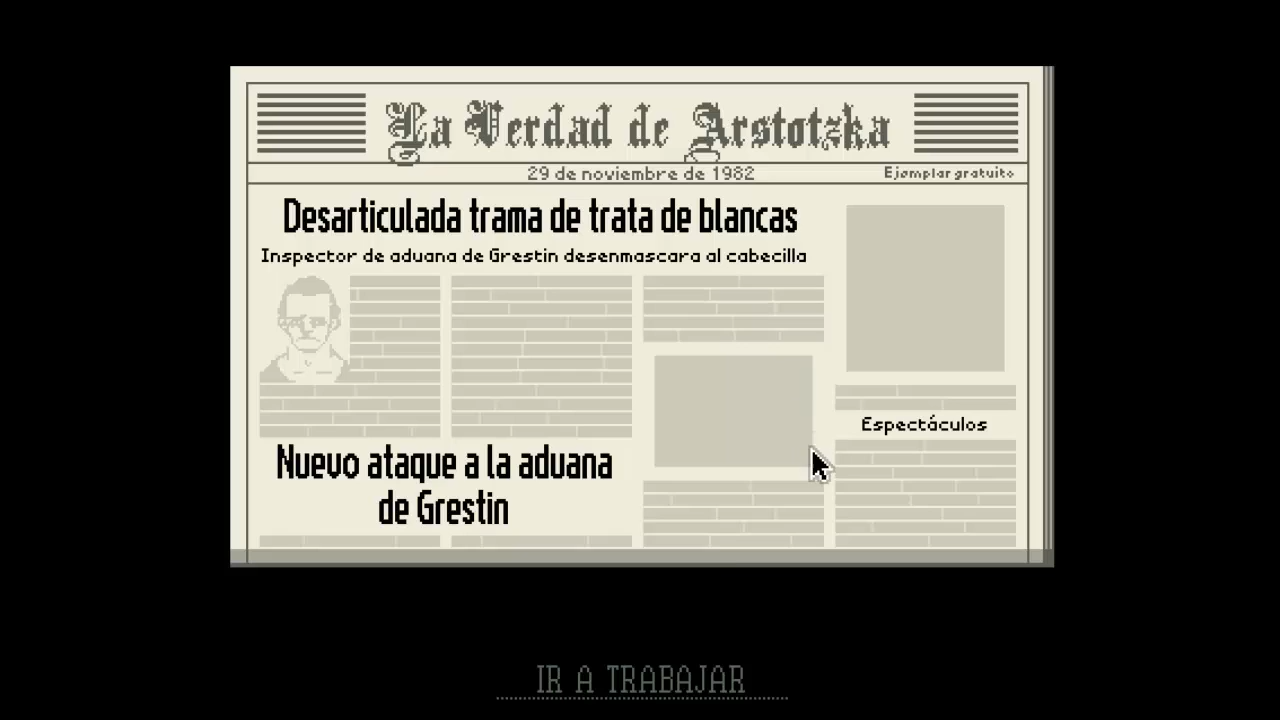 La Verdad de Arstotzka
29 de noviembre de 1982
Ejemplar gratuito
Desarticulada trama de trata de blancas
Inspector de aduana de Grestin desenmascara al cabecilla
Nuevo ataque a la aduana
de Grestin
Espectáculos
IR A TRABAJAR